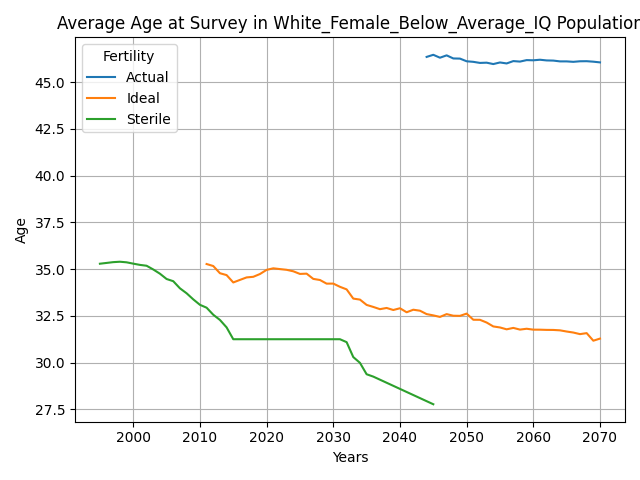 Average Age at Survey in White_Female_Below_Average_IQ Population
Fertility
Actual
Ideal
Sterile
45.0
42.5
40.0
37.5
35.0
32.5
30.0
27.5
Age
2000 2010 2020 2030 2040 2050 2060 2070
Years